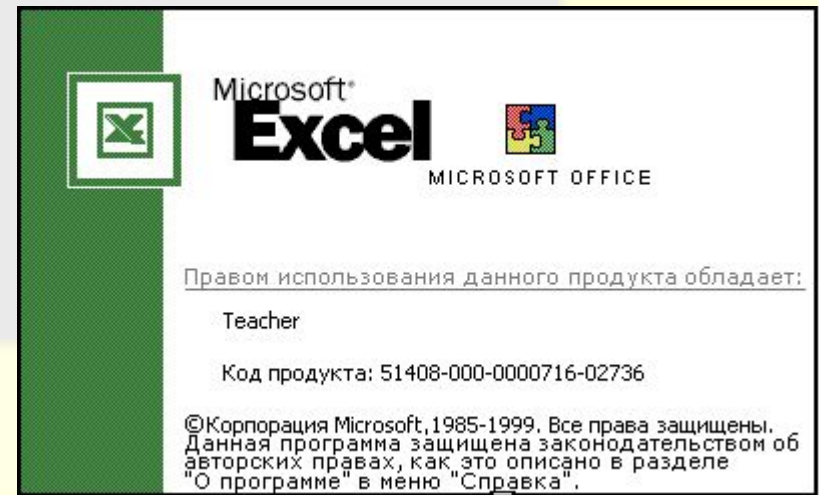 Microsoft®
Excel
MICROSOFT OFFICE
Правом использования данного продукта обладает:
Teacher
Код продукта: 51408-000-0000716-02736
©Корпорация Microsoft,1985-1999. Все права защищены.
Данная программа защищена законодательством об
авторских правах, как это описано в разделе
"О программе" в меню "Справка".